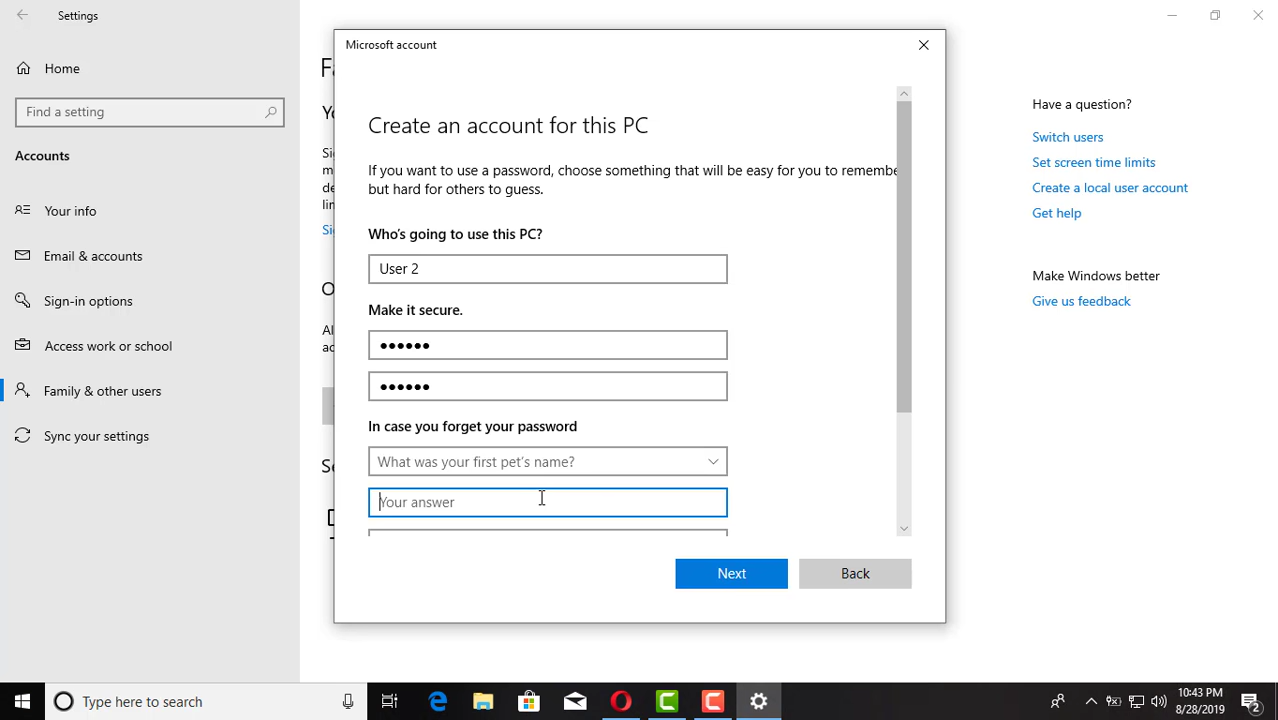 Settings
Home
Find a setting
Accounts
Your info
Email & accounts
Sign-in options
Access work or school
Family & other users
Sync your settings
Microsoft account
Create an account for this PC
If you want to use a password, choose something that will be easy for you to remembe
but hard for others to guess.
Who's going to use this PC?
User 2
Make it secure.
●●●●●●
●●●●●●
In case you forget your password
What was your first pet's name?
Your answer
Next
Back
Have a question?
Switch users
Set screen time limits
Create a local user account
Get help
Make Windows better
Give us feedback
Type here to search
10:43 PM
8/28/2019
2